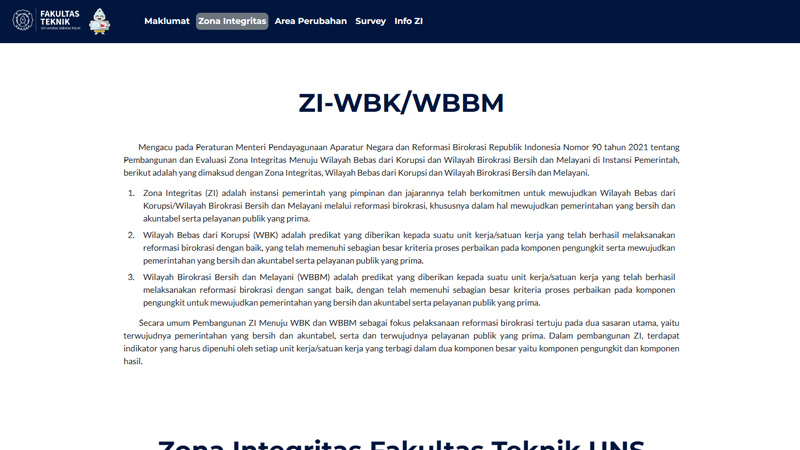 FAKULTAS
TEKNIK
Maklumat Zona Integritas Area Perubahan Survey Info ZI
ZI-WBK/WBBM
Mengacu pada Peraturan Menteri Pendayagunaan Aparatur Negara dan Reformasi Birokrasi Republik Indonesia Nomor 90 tahun 2021 tentang
Pembangunan dan Evaluasi Zona Integritas Menuju Wilayah Bebas dari Korupsi dan Wilayah Birokrasi Bersih dan Melayani di Instansi Pemerintah,
berikut adalah yang dimaksud dengan Zona Integritas, Wilayah Bebas dari Korupsi dan Wilayah Birokrasi Bersih dan Melayani.
1. Zona Integritas (ZI) adalah instansi pemerintah yang pimpinan dan jajarannya telah berkomitmen untuk mewujudkan Wilayah Bebas dari
Korupsi/Wilayah Birokrasi Bersih dan Melayani melalui reformasi birokrasi, khususnya dalam hal mewujudkan pemerintahan yang bersih dan
akuntabel serta pelayanan publik yang prima.
2. Wilayah Bebas dari Korupsi (WBK) adalah predikat yang diberikan kepada suatu unit kerja/satuan kerja yang telah berhasil melaksanakan
reformasi birokrasi dengan baik, yang telah memenuhi sebagian besar kriteria proses perbaikan pada komponen pengungkit serta mewujudkan
pemerintahan yang bersih dan akuntabel serta pelayanan publik yang prima.
3. Wilayah Birokrasi Bersih dan Melayani (WBBM) adalah predikat yang diberikan kepada suatu unit kerja/satuan kerja yang telah berhasil
melaksanakan reformasi birokrasi dengan sangat baik, dengan telah memenuhi sebagian besar kriteria proses perbaikan pada komponen
pengungkit untuk mewujudkan pemerintahan yang bersih dan akuntabel serta pelayanan publik yang prima.
Secara umum Pembangunan ZI Menuju WBK dan WBBM sebagai fokus pelaksanaan reformasi birokrasi tertuju pada dua sasaran utama, yaitu
terwujudnya pemerintahan yang bersih dan akuntabel, serta dan terwujudnya pelayanan publik yang prima. Dalam pembangunan ZI, terdapat
indikator yang harus dipenuhi oleh setiap unit kerja/satuan kerja yang terbagi dalam dua komponen besar yaitu komponen pengungkit dan komponen
hasil.
Zona Integritas Fakultas Teknik UNS